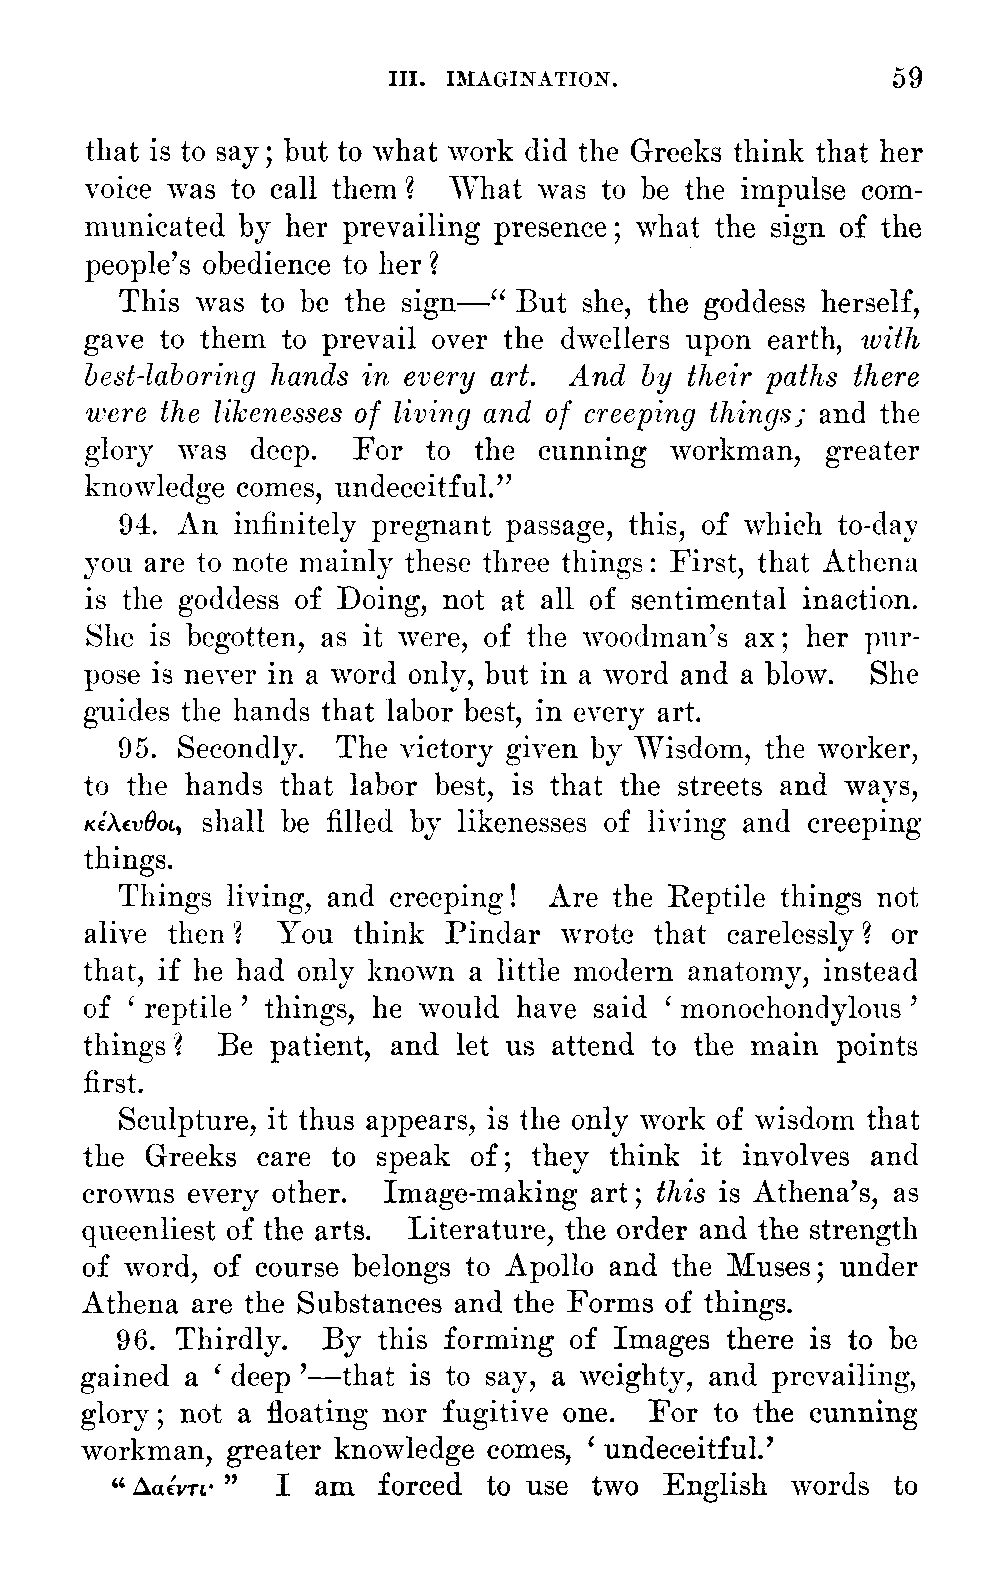 III. IMAGINATION. 59
that is to say; but to what work did the Greeks think that her
voice was to call them? What was to be the impulse com-
municated by her prevailing presence; what the sign of the
people's obedience to her?
This was to be the sign—“But she, the goddess herself,
gave to them to prevail over the dwellers upon earth, with
best-laboring hands in every art. And by their paths there
were the likenesses of living and of creeping things; and the
glory was deep. For to the cunning workman, greater
knowledge comes, undeceitful.”
94. An infinitely pregnant passage, this, of which to-day
you are to note mainly these three things: First, that Athena
is the goddess of Doing, not at all of sentimental inaction.
She is begotten, as it were, of the woodman's ax; her pur-
pose is never in a word only, but in a word and a blow. She
guides the hands that labor best, in every art.
95. Secondly. The victory given by Wisdom, the worker,
to the hands that labor best, is that the streets and ways,
κέλευθοι, shall be filled by likenesses of living and creeping
things.
Things living, and creeping! Are the Reptile things not
alive then? You think Pindar wrote that carelessly? or
that, if he had only known a little modern anatomy, instead
of ‘reptile’ things, he would have said ‘monochondylous’
things? Be patient, and let us attend to the main points
first.
Sculpture, it thus appears, is the only work of wisdom that
the Greeks care to speak of; they think it involves and
crowns every other. Image-making art; this is Athena's, as
queenliest of the arts. Literature, the order and the strength
of word, of course belongs to Apollo and the Muses; under
Athena are the Substances and the Forms of things.
96. Thirdly. By this forming of Images there is to be
gained a ‘deep’—that is to say, a weighty, and prevailing,
glory; not a floating nor fugitive one. For to the cunning
workman, greater knowledge comes, ‘undeceitful.’
“Δαέντι·” I am forced to use two English words to